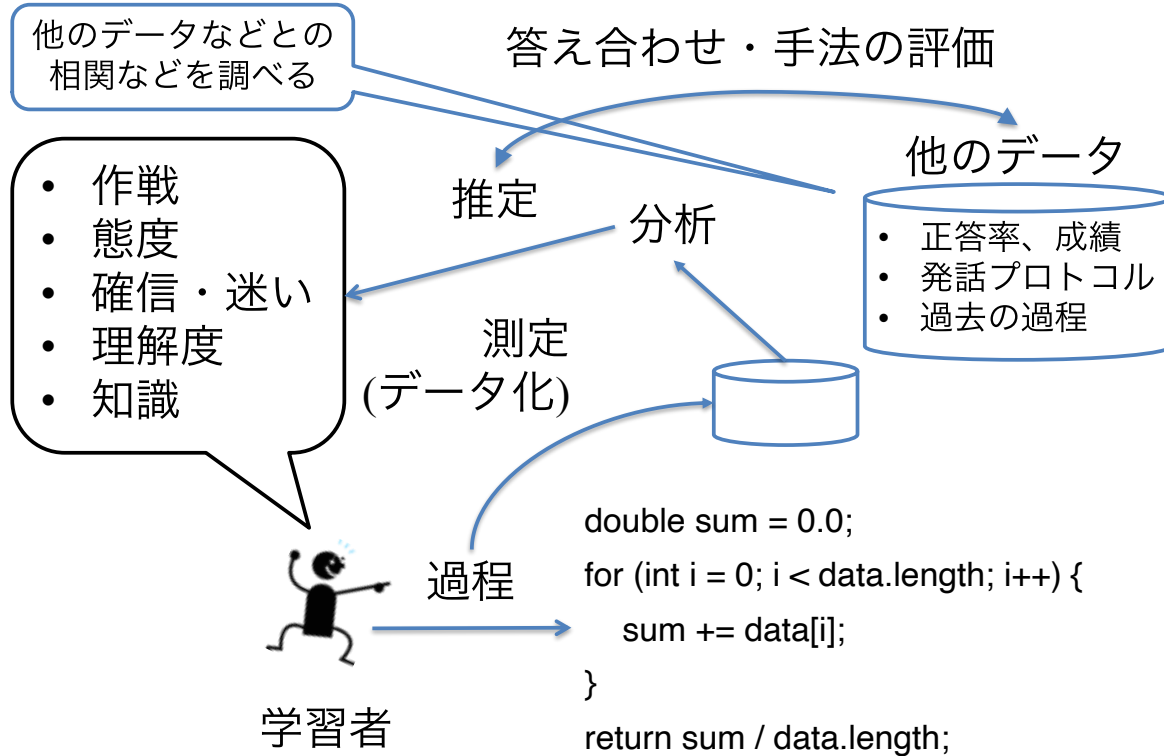 他のデータなどとの
相関などを調べる
答え合わせ・手法の評価
他のデータ
• 正答率、成績
• 発話プロトコル
• 過去の過程
推定
分析
• 作戦
• 態度
• 確信・迷い
• 理解度
• 知識
測定
(データ化)
過程
学習者
double sum = 0.0;
for (int i = 0; i < data.length; i++) {
sum += data[i];
}
return sum / data.length;